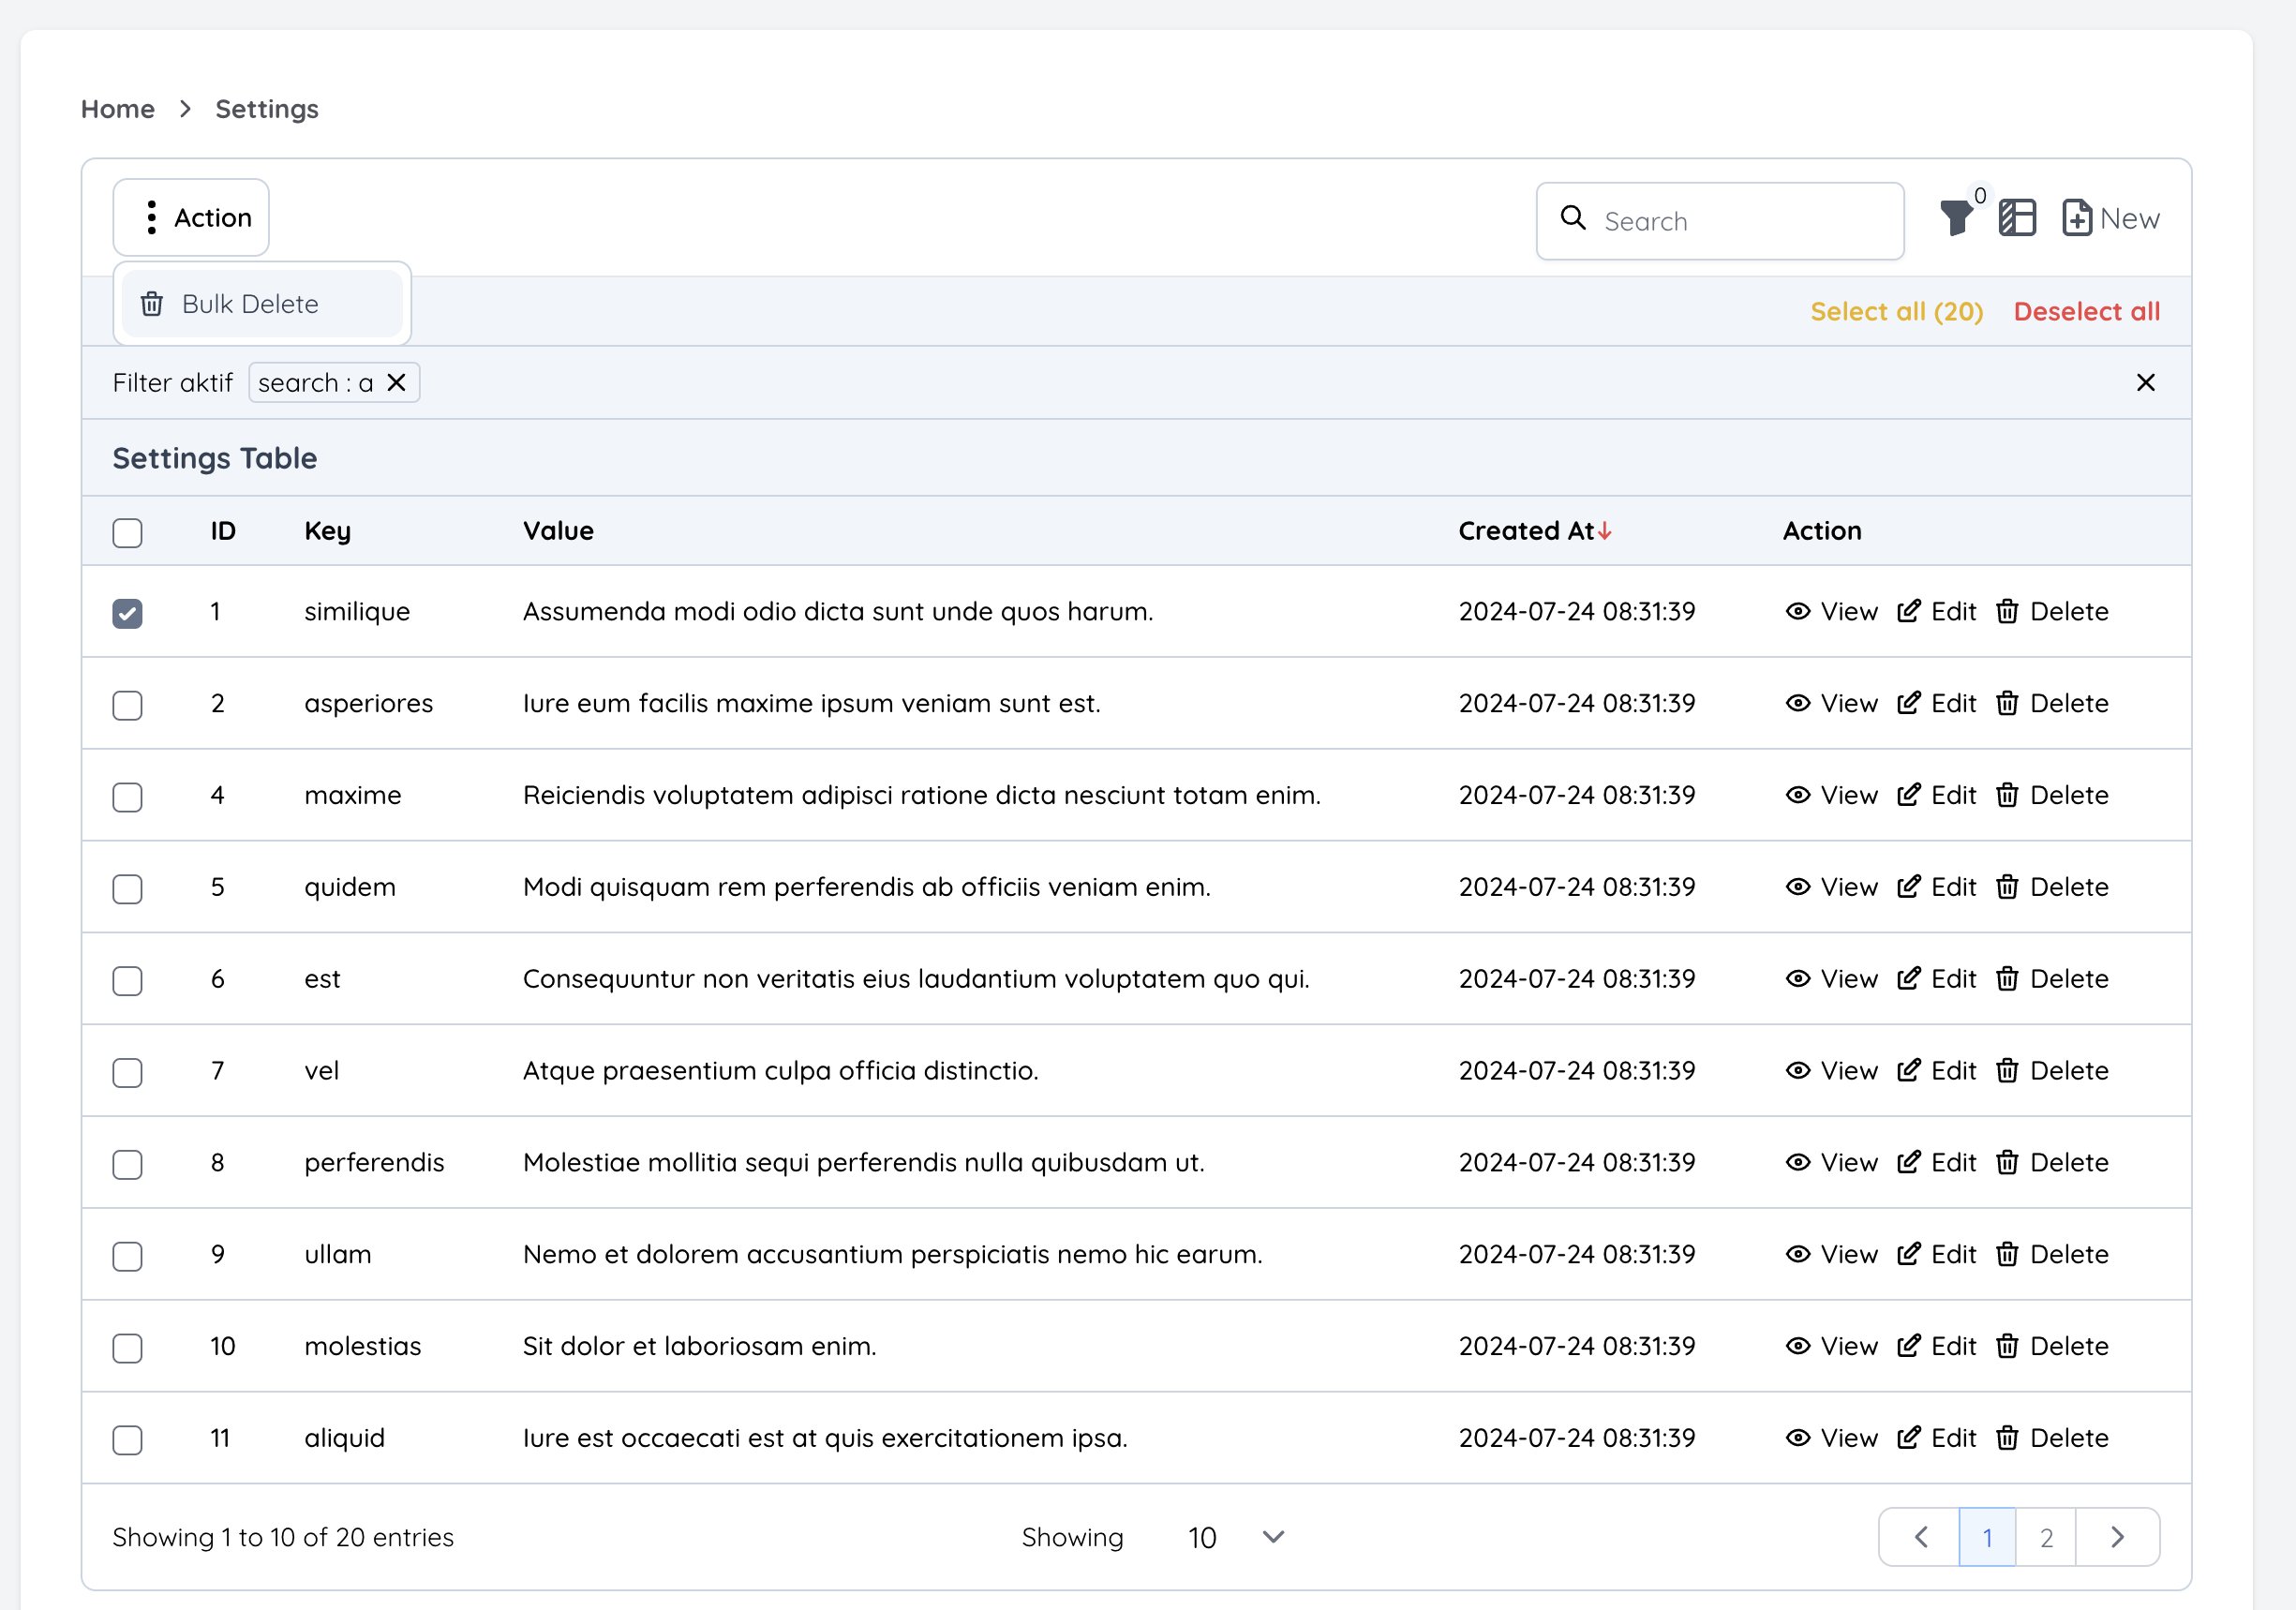 Home > Settings
Action
Search
0
New
Bulk Delete
Select all (20) Deselect all
Filter aktif search : a
Settings Table
ID Key Value Created At Action
1 similique Assumenda modi odio dicta sunt unde quos harum. 2024-07-24 08:31:39 View Edit Delete
2 asperiores Iure eum facilis maxime ipsum veniam sunt est. 2024-07-24 08:31:39 View Edit Delete
4 maxime Reiciendis voluptatem adipisci ratione dicta nesciunt totam enim. 2024-07-24 08:31:39 View Edit Delete
5 quidem Modi quisquam rem perferendis ab officiis veniam enim. 2024-07-24 08:31:39 View Edit Delete
6 est Consequuntur non veritatis eius laudantium voluptatem quo qui. 2024-07-24 08:31:39 View Edit Delete
7 vel Atque praesentium culpa officia distinctio. 2024-07-24 08:31:39 View Edit Delete
8 perferendis Molestiae mollitia sequi perferendis nulla quibusdam ut. 2024-07-24 08:31:39 View Edit Delete
9 ullam Nemo et dolorem accusantium perspiciatis nemo hic earum. 2024-07-24 08:31:39 View Edit Delete
10 molestias Sit dolor et laboriosam enim. 2024-07-24 08:31:39 View Edit Delete
11 aliquid Iure est occaecati est at quis exercitationem ipsa. 2024-07-24 08:31:39 View Edit Delete
Showing 1 to 10 of 20 entries Showing 10 1 2